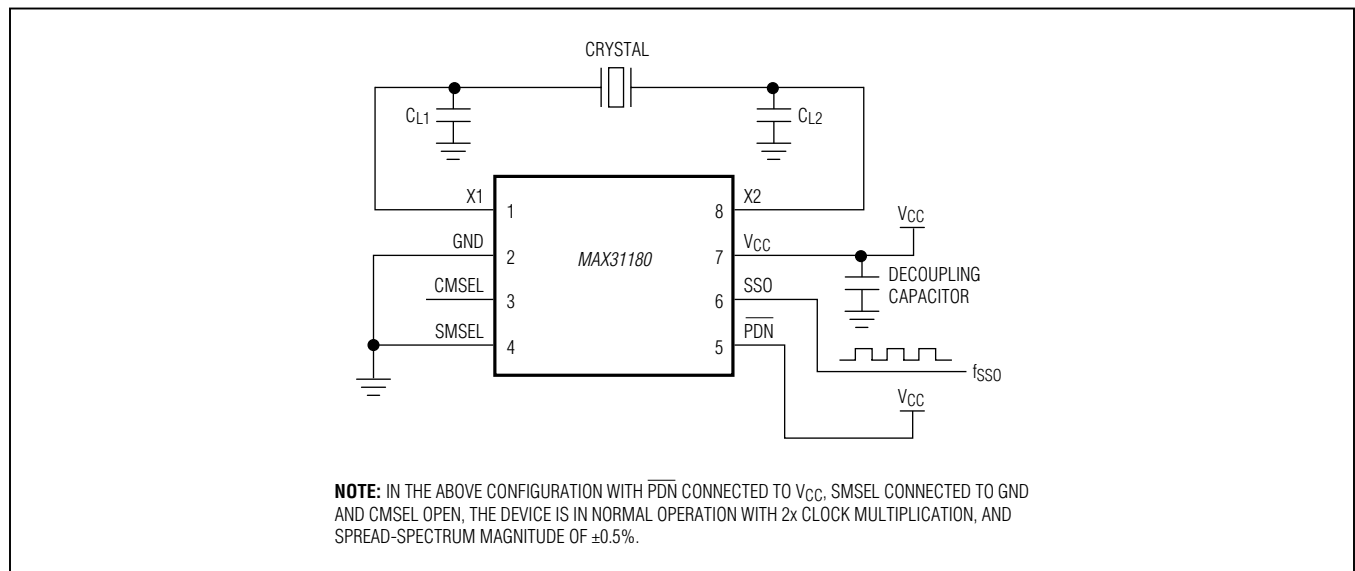 CRYSTAL
CL1
CL2
X1
X2
1
8
VCC
GND
VCC
2
MAX31180
7
DECOUPLING
CAPACITOR
CMSEL
SSO
3
6
SMSEL
PDN
4
5
fSSO
VCC
NOTE: IN THE ABOVE CONFIGURATION WITH PDN CONNECTED TO VCC, SMSEL CONNECTED TO GND
AND CMSEL OPEN, THE DEVICE IS IN NORMAL OPERATION WITH 2x CLOCK MULTIPLICATION, AND
SPREAD-SPECTRUM MAGNITUDE OF ±0.5%.